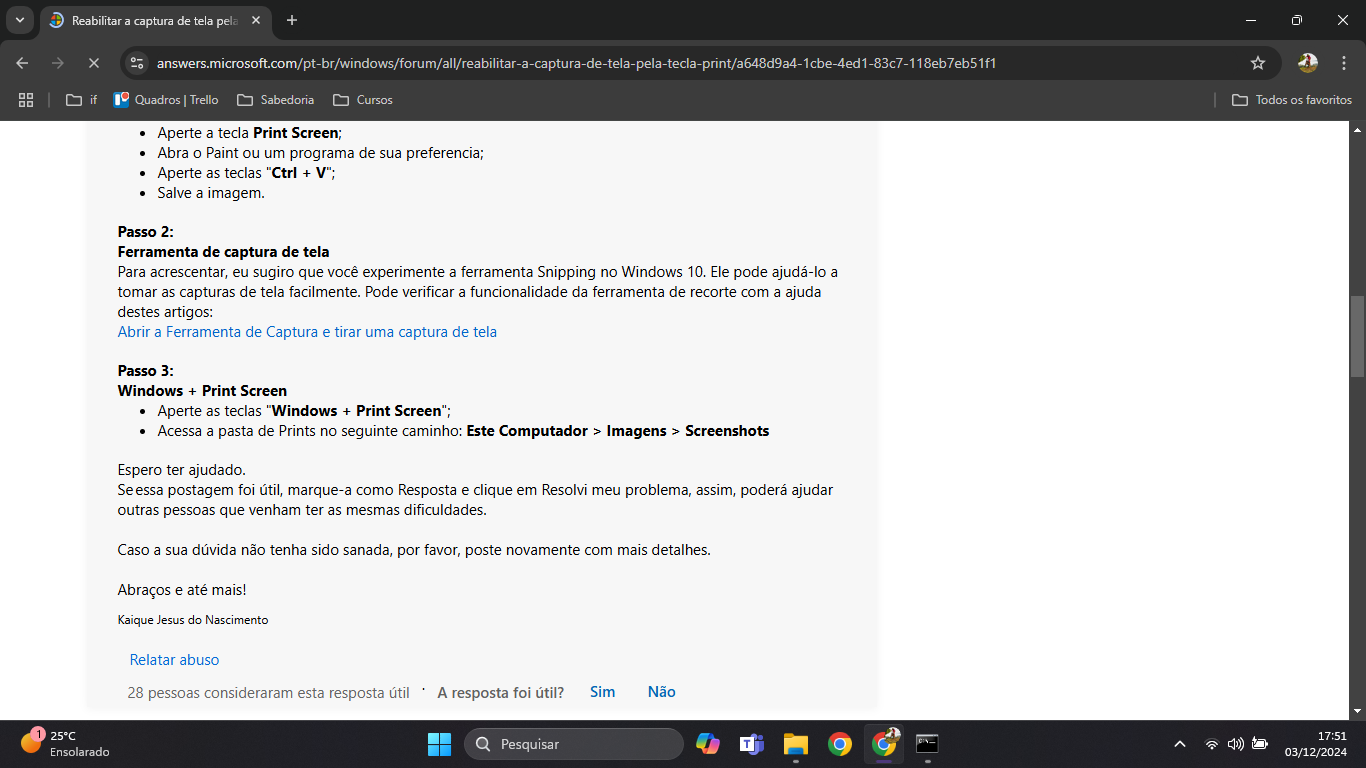 Reabilitar a captura de tela pela
answers.microsoft.com/pt-br/windows/forum/all/reabilitar-a-captura-de-tela-pela-tecla-print/a648d9a4-1cbe-4ed1-83c7-118eb7eb51f1
if
Quadros | Trello
Sabedoria
Cursos
Todos os favoritos
• Aperte a tecla Print Screen;
• Abra o Paint ou um programa de sua preferencia;
• Aperte as teclas "Ctrl + V";
• Salve a imagem.
Passo 2:
Ferramenta de captura de tela
Para acrescentar, eu sugiro que você experimente a ferramenta Snipping no Windows 10. Ele pode ajudá-lo a
tomar as capturas de tela facilmente. Pode verificar a funcionalidade da ferramenta de recorte com a ajuda
destes artigos:
Abrir a Ferramenta de Captura e tirar uma captura de tela
Passo 3:
Windows + Print Screen
• Aperte as teclas "Windows + Print Screen";
• Acessa a pasta de Prints no seguinte caminho: Este Computador > Imagens > Screenshots
Espero ter ajudado.
Se essa postagem foi útil, marque-a como Resposta e clique em Resolvi meu problema, assim, poderá ajudar
outras pessoas que venham ter as mesmas dificuldades.
Caso a sua dúvida não tenha sido sanada, por favor, poste novamente com mais detalhes.
Abraços e até mais!
Kaique Jesus do Nascimento
Relatar abuso
28 pessoas consideraram esta resposta útil · A resposta foi útil? Sim Não
1
25°C
Ensolarado
Pesquisar
17:51
03/12/2024